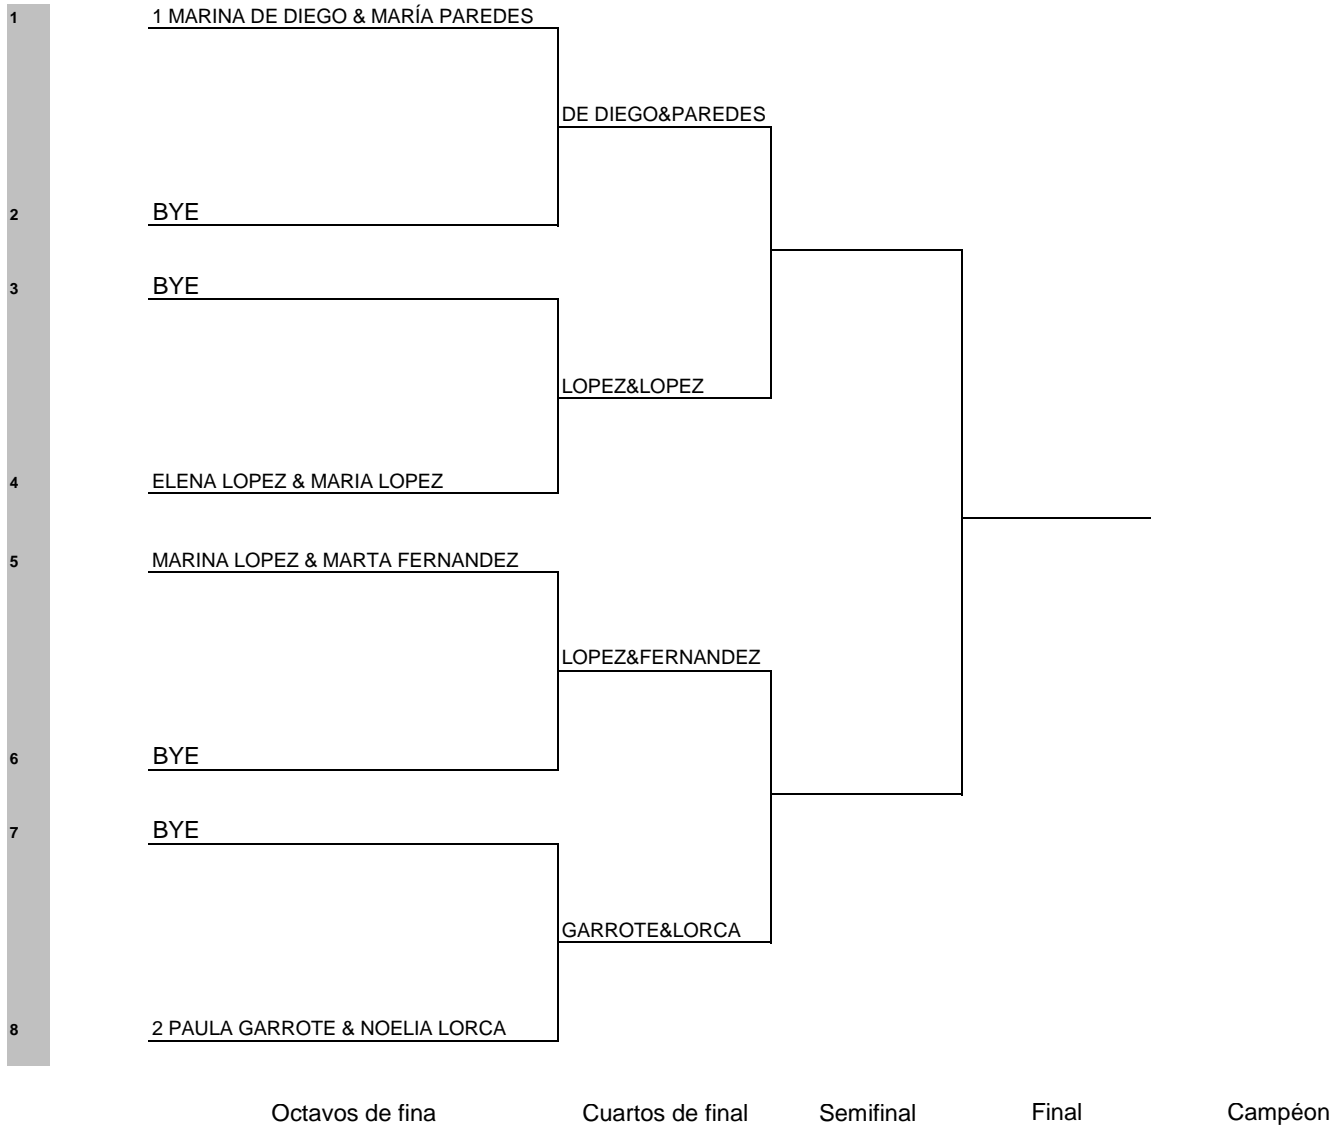 1 1 MARINA DE DIEGO & MARÍA PAREDES
DE DIEGO&PAREDES
2 BYE
3 BYE
LOPEZ&LOPEZ
4 ELENA LOPEZ & MARIA LOPEZ
5 MARINA LOPEZ & MARTA FERNANDEZ
LOPEZ&FERNANDEZ
6 BYE
7 BYE
GARROTE&LORCA
8 2 PAULA GARROTE & NOELIA LORCA
Octavos de fina Cuartos de final Semifinal Final Campéon